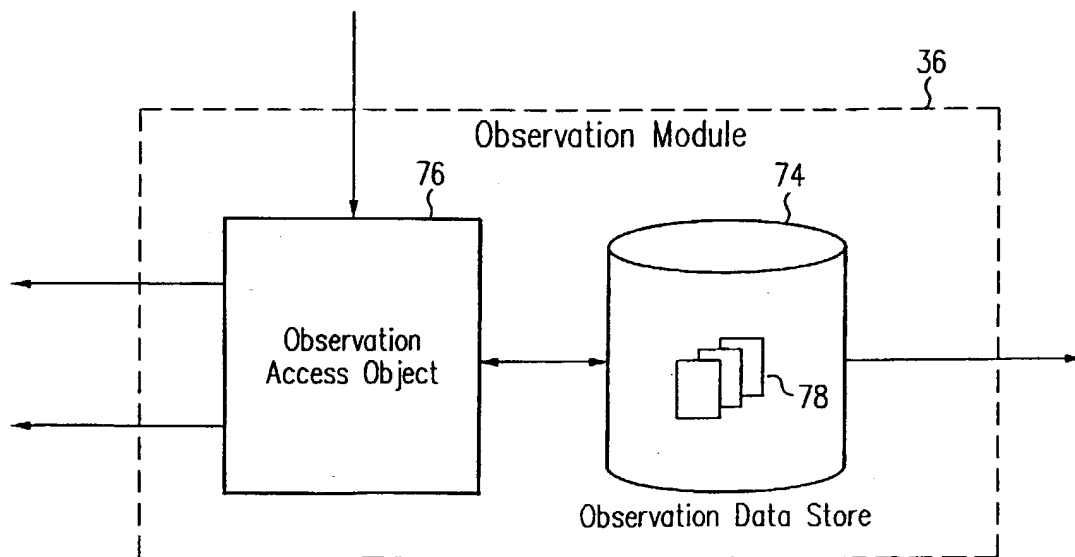 36
Observation Module
76
74
Observation
Access Object
78
Observation Data Store